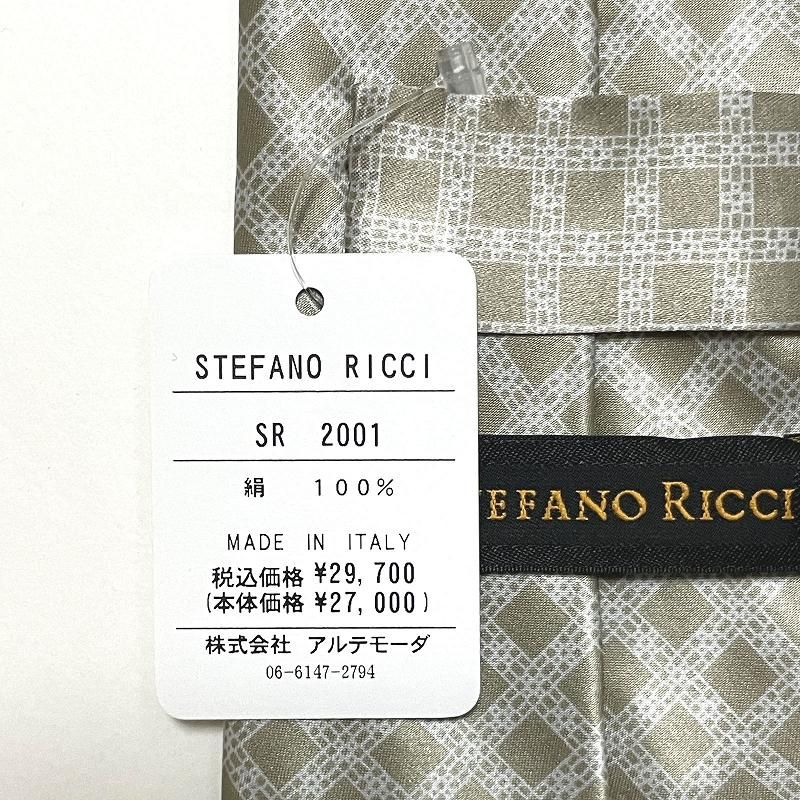 STEFANO RICCI
SR 2001
絹 100%
MADE IN ITALY
税込価格 ¥29,700
(本体価格 ¥27,000)
株式会社 アルテモーダ
06-6147-2794
TEFANO RICCI